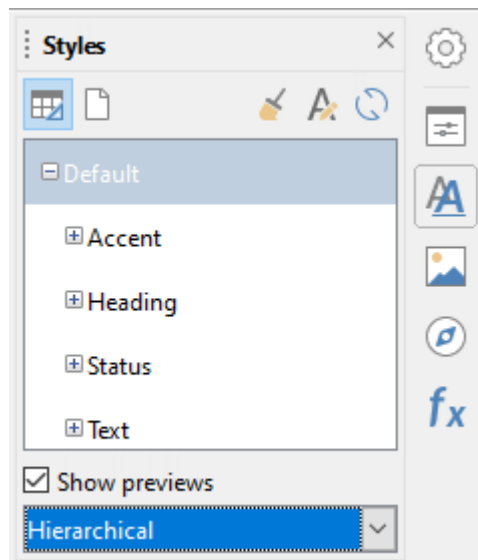 Styles
Default
Accent
Heading
Status
Text
Show previews
Hierarchical